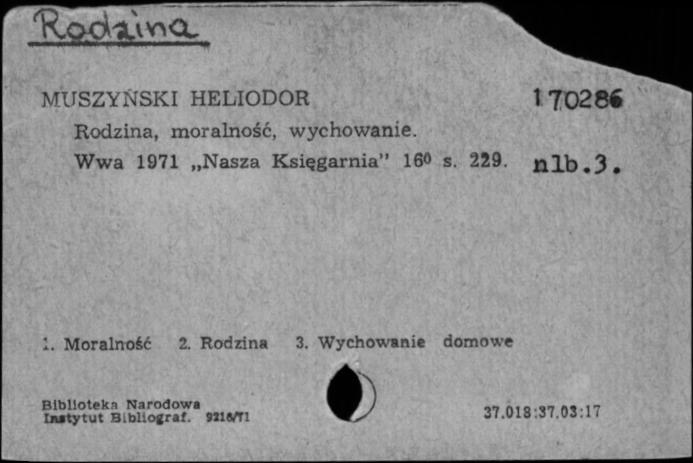 Rodzina
MUSZYŃSKI HELIODOR 170286
Rodzina, moralność, wychowanie.
Wwa 1971 „Nasza Księgarnia” 16⁰ s. 229. nlb.3.
1. Moralność 2. Rodzina 3. Wychowanie domowe
Biblioteka Narodowa
Instytut Bibliograf. 9216/71 37.018:37.03:17